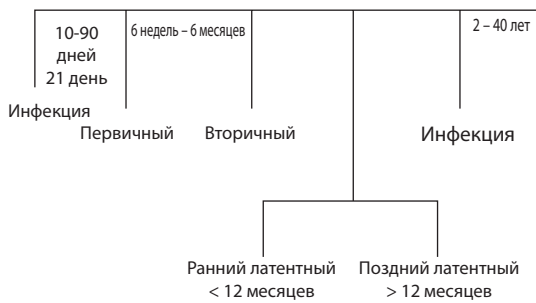 10-90
дней
21 день
6 недель – 6 месяцев
2 – 40 лет
Инфекция
Первичный
Вторичный
Инфекция
Ранний латентный
< 12 месяцев
Поздний латентный
> 12 месяцев